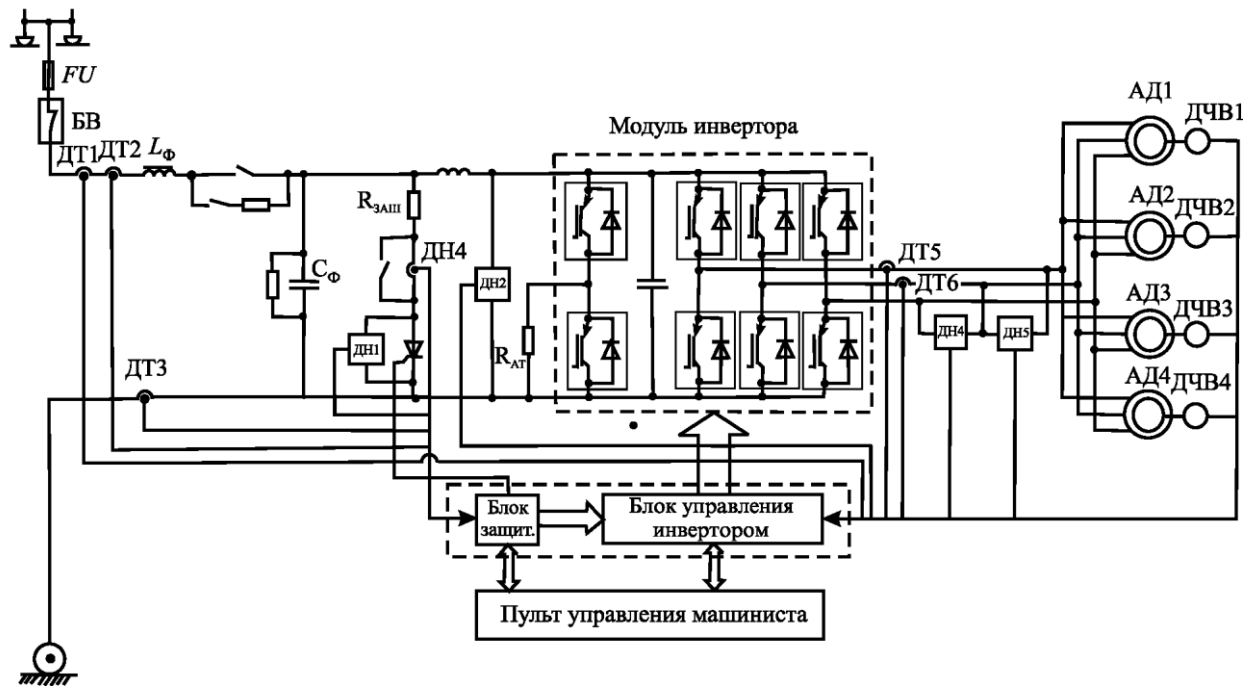 FU
БВ
ДТ1
ДТ2
LФ
RЗАШ
ДН4
CФ
ДН1
ДТ3
ДН2
RАТ
Модуль инвертора
ДТ5
ДТ6
ДН4
ДН5
АД1
ДЧВ1
АД2
ДЧВ2
АД3
ДЧВ3
АД4
ДЧВ4
Блок
защит.
Блок управления
инвертором
Пульт управления машиниста